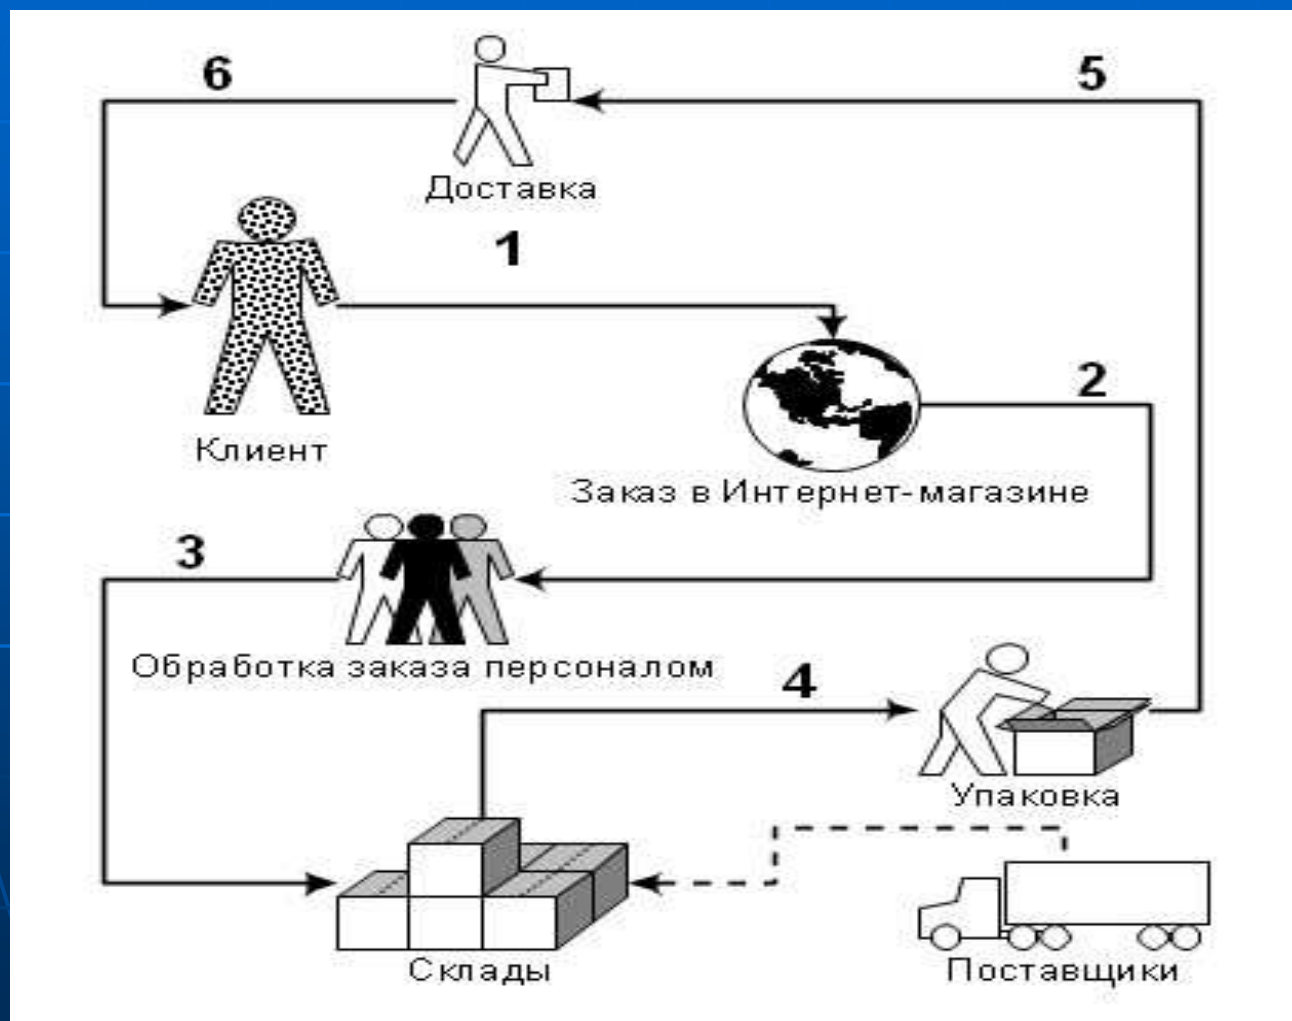 6
5
Доставка
1
2
Клиент
Заказ в Интернет-магазине
3
Обработка заказа персоналом
4
Упаковка
Склады
Поставщики